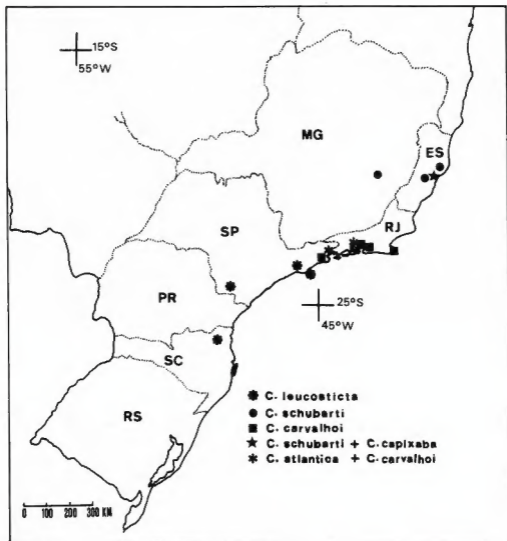 15°S
55°W
MG
ES
RJ
SP
25°S
45°W
PR
SC
C. leucosticta
C. schubarti
C. carvalhoi
C. schubarti + C. capixaba
C. atlantica + C. carvalhoi
RS
0 100 200 300 KM